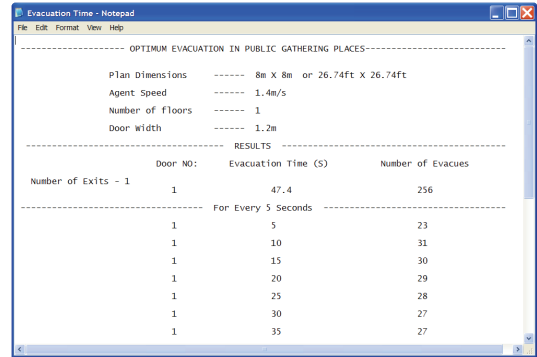 Evacuation Time - Notepad
File Edit Format View Help
---------------------- OPTIMUM EVACUATION IN PUBLIC GATHERING PLACES-----------------------------
Plan Dimensions ------ 8m X 8m or 26.74ft X 26.74ft
Agent Speed ------ 1.4m/s
Number of floors ------ 1
Door Width ------ 1.2m
------------------------------------------- RESULTS ------------------------------------------------
Door NO: Evacuation Time (S) Number of Evacues
Number of Exits - 1
1 47.4 256
---------------------------------------- For Every 5 Seconds ----------------------------------------
1 5 23
1 10 31
1 15 30
1 20 29
1 25 28
1 30 27
1 35 27